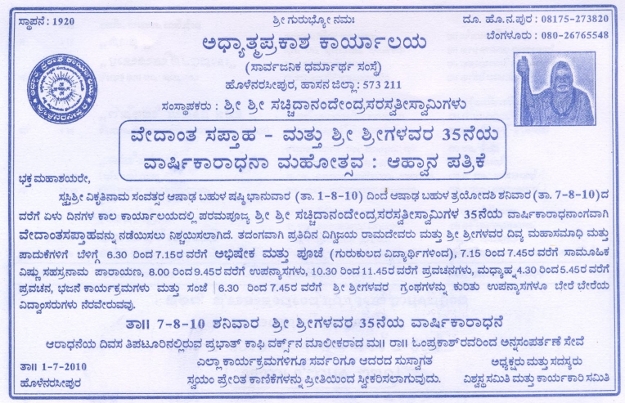 ಸ್ಥಾಪನೆ : 1920
ಶ್ರೀ ಗುರುಭ್ಯೋ ನಮಃ
ದೂ. ಹೊ.ನ.ಪುರ : 08175-273820
ಬೆಂಗಳೂರು : 080-26765548
ಅಧ್ಯಾತ್ಮಪ್ರಕಾಶ ಕಾರ್ಯಾಲಯ
(ಸಾರ್ವಜನಿಕ ಧರ್ಮಾರ್ಥ ಸಂಸ್ಥೆ)
ಹೊಳೆನರಸೀಪುರ, ಹಾಸನ ಜಿಲ್ಲಾ : 573 211
ಸಂಸ್ಥಾಪಕರು : ಶ್ರೀ ಶ್ರೀ ಸಚ್ಚಿದಾನಂದೇಂದ್ರಸರಸ್ವತೀಸ್ವಾಮಿಗಳು
ವೇದಾಂತ ಸಪ್ತಾಹ - ಮತ್ತು ಶ್ರೀ ಶ್ರೀಗಳವರ 35ನೆಯ
ವಾರ್ಷಿಕಾರಾಧನಾ ಮಹೋತ್ಸವ : ಆಹ್ವಾನ ಪತ್ರಿಕೆ
ಭಕ್ತಮಹಾಶಯರೇ,
ಸ್ವಸ್ತಿಶ್ರೀ ವಿಕೃತಿನಾಮ ಸಂವತ್ಸರ ಆಷಾಢ ಬಹುಳ ಷಷ್ಠಿ ಭಾನುವಾರ (ತಾ. 1-8-10) ದಿಂದ ಆಷಾಢ ಬಹುಳ ತ್ರಯೋದಶಿ ಶನಿವಾರ (ತಾ. 7-8-10)ದ
ವರೆಗೆ ಏಳು ದಿನಗಳ ಕಾಲ ಕಾರ್ಯಾಲಯದಲ್ಲಿ ಪರಮಪೂಜ್ಯ ಶ್ರೀ ಶ್ರೀ ಸಚ್ಚಿದಾನಂದೇಂದ್ರಸರಸ್ವತೀಸ್ವಾಮಿಗಳ 35ನೆಯ ವಾರ್ಷಿಕಾರಾಧನಾಂಗವಾಗಿ
ವೇದಾಂತಸಪ್ತಾಹವನ್ನು ನಡೆಯಿಸಲು ನಿಶ್ಚಯಿಸಲಾಗಿದೆ. ತದಂಗವಾಗಿ ಪ್ರತಿದಿನ ದಿಗ್ವಿಜಯ ರಾಮದೇವರು ಮತ್ತು ಶ್ರೀ ಶ್ರೀಗಳವರ ದಿವ್ಯ ಮಹಾಸಮಾಧಿ ಮತ್ತು
ಪಾದುಕೆಗಳಿಗೆ ಬೆಳಿಗ್ಗೆ 6.30 ರಿಂದ 7.15ರ ವರೆಗೆ ಅಭಿಷೇಕ ಮತ್ತು ಪೂಜೆ (ಗುರುಕುಲದ ವಿದ್ಯಾರ್ಥಿಗಳಿಂದ), 7.15 ರಿಂದ 7.45ರ ವರೆಗೆ ಸಾಮೂಹಿಕ
ವಿಷ್ಣು ಸಹಸ್ರನಾಮ ಪಾರಾಯಣ, 8.00 ರಿಂದ 9.45ರ ವರೆಗೆ ಉಪನ್ಯಾಸಗಳು, 10.30 ರಿಂದ 11.45ರ ವರೆಗೆ ಪ್ರವಚನಗಳು, ಮಧ್ಯಾಹ್ನ 4.30 ರಿಂದ 5.45ರ ವರೆಗೆ
ಪ್ರವಚನ, ಭಜನೆ ಕಾರ್ಯಕ್ರಮಗಳು ಮತ್ತು ಸಂಜೆ 6.30 ರಿಂದ 7.45ರ ವರೆಗೆ ಶ್ರೀ ಶ್ರೀಗಳವರ ಗ್ರಂಥಗಳನ್ನು ಕುರಿತು ಉಪನ್ಯಾಸಗಳೂ ಬೇರೆ ಬೇರೆಯ
ವಿದ್ವಾಂಸರುಗಳು ನೆರವೇರುವವು.
ತಾ|| 7-8-10 ಶನಿವಾರ ಶ್ರೀ ಶ್ರೀಗಳವರ 35ನೆಯ ವಾರ್ಷಿಕಾರಾಧನೆ
ಆರಾಧನೆಯ ದಿವಸ ತಿಪಟೂರಿನಲ್ಲಿರುವ ಪ್ರಭಾತ್ ಕಾಫಿ ವರ್ಕ್ಸ್‌ನ ಮಾಲೀಕರಾದ ಮ|| ರಾ|| ಓಂಪ್ರಕಾಶ್‌ರವರಿಂದ ಅನ್ನಸಂತರ್ಪಣೆ ಸೇವೆ
ಎಲ್ಲಾ ಕಾರ್ಯಕ್ರಮಗಳಿಗೂ ಸರ್ವರಿಗೂ ಆದರದ ಸುಸ್ವಾಗತ
ಅಧ್ಯಕ್ಷರು ಮತ್ತು ಸದಸ್ಯರು
ತಾ|| 1-7-2010
ಹೊಳೆನರಸೀಪುರ
ಸ್ವಯಂ ಪ್ರೇರಿತ ಕಾಣಿಕೆಗಳನ್ನು ಪ್ರೀತಿಯಿಂದ ಸ್ವೀಕರಿಸಲಾಗುವುದು.
ವಿಶ್ವಸ್ಥ ಸಮಿತಿ ಮತ್ತು ಕಾರ್ಯಕಾರಿ ಸಮಿತಿ